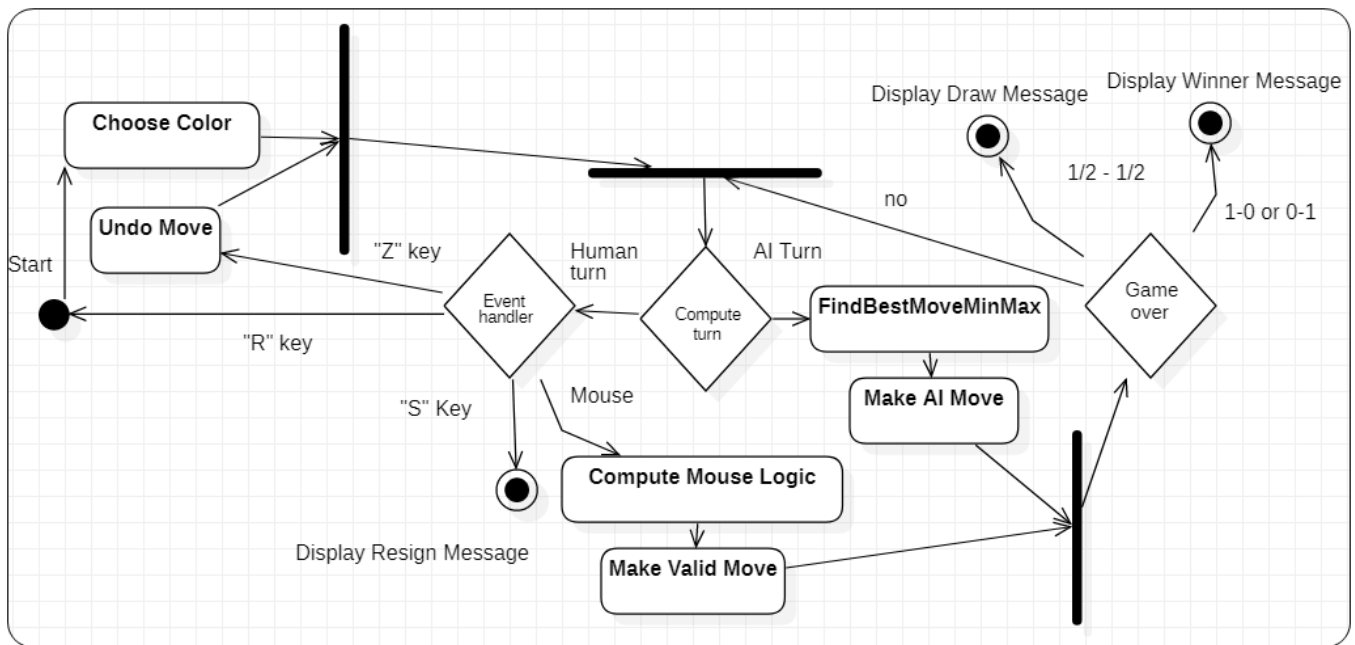 Display Winner Message
Display Draw Message
Choose Color
1/2 - 1/2
no
1-0 or 0-1
Undo Move
"Z" key
Human
turn
AI Turn
Start
Event
handler
Compute
turn
FindBestMoveMinMax
Game
over
"R" key
"S" Key
Mouse
Make AI Move
Compute Mouse Logic
Display Resign Message
Make Valid Move